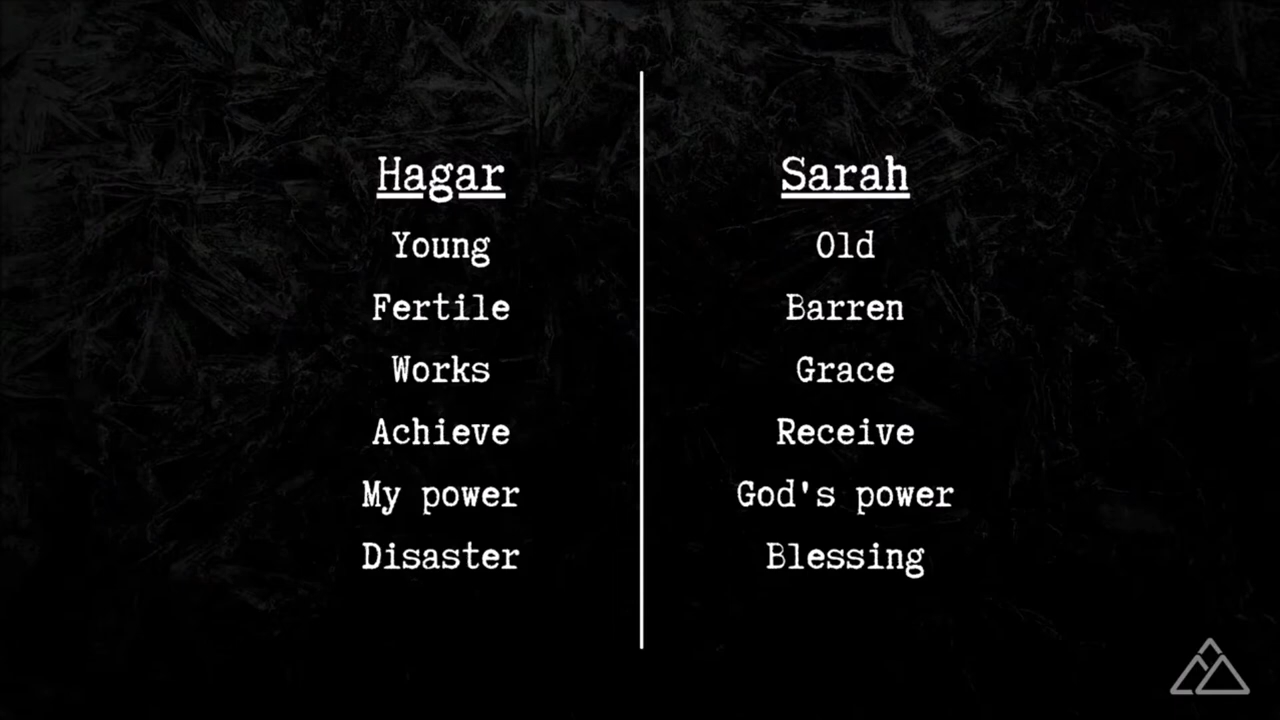 Hagar
Young
Fertile
Works
Achieve
My power
Disaster
Sarah
Old
Barren
Grace
Receive
God's power
Blessing